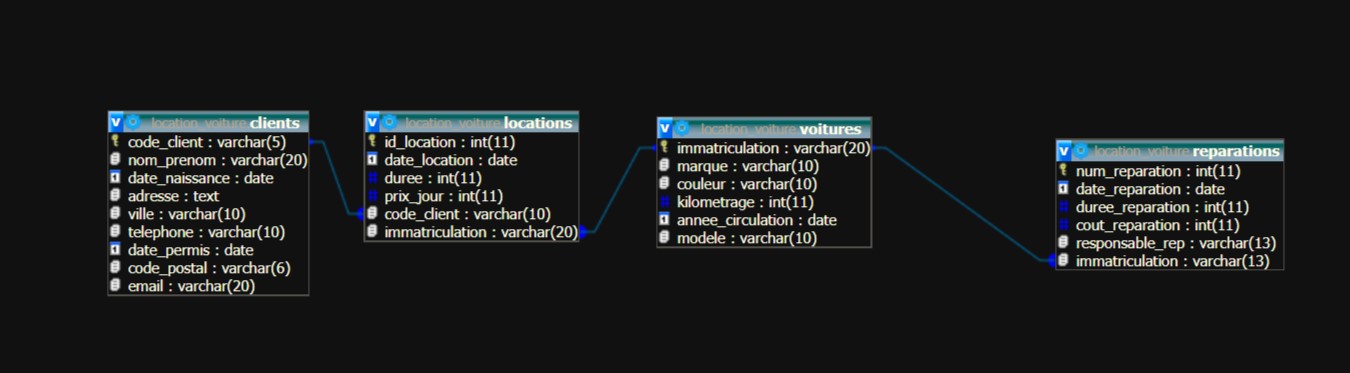 location_voiture clients
code_client : varchar(5)
nom_prenom : varchar(20)
date_naissance : date
adresse : text
ville : varchar(10)
telephone : varchar(10)
date_permis : date
code_postal : varchar(6)
email : varchar(20)
location_voiture locations
id_location : int(11)
date_location : date
duree : int(11)
prix_jour : int(11)
code_client : varchar(10)
immatriculation : varchar(20)
location_voiture voitures
immatriculation : varchar(20)
marque : varchar(10)
couleur : varchar(10)
kilometrage : int(11)
annee_circulation : date
modele : varchar(10)
location_voiture reparations
num_reparation : int(11)
date_reparation : date
duree_reparation : int(11)
cout_reparation : int(11)
responsable_rep : varchar(13)
immatriculation : varchar(13)